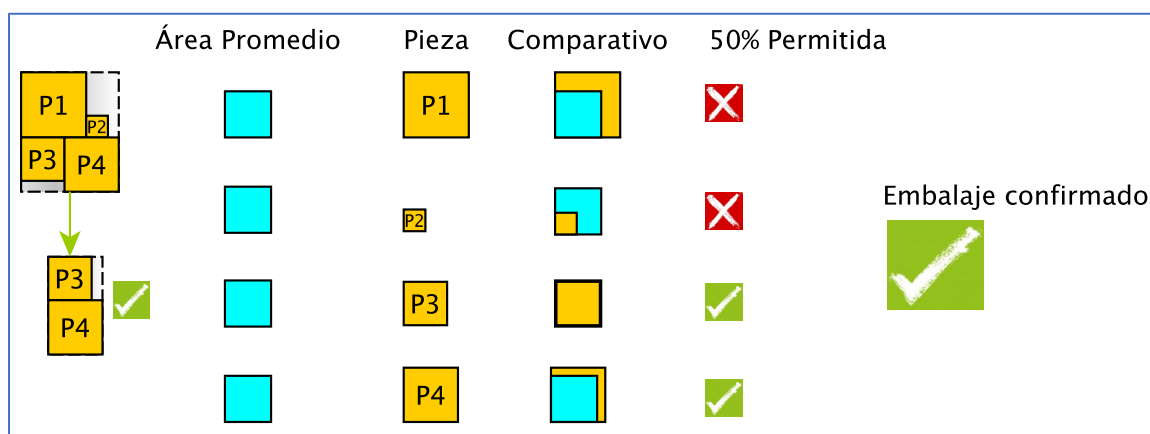 Área Promedio Pieza Comparativo 50% Permitida
P1 P1
P2
P3 P4
P2
Embalaje confirmado
P3 P3
P4
P4